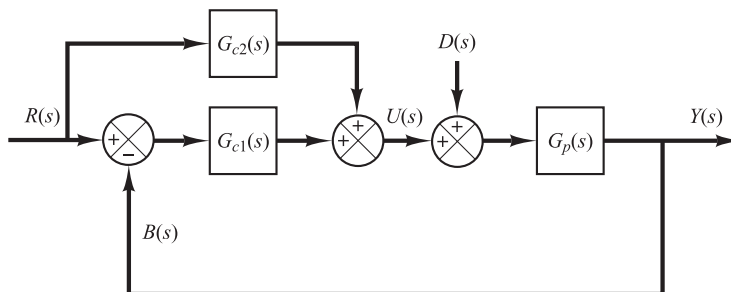 G_{c2}(s)
D(s)
R(s)
+
U(s)
Y(s)
+
−
G_{c1}(s)
+
+
+
G_p(s)
B(s)